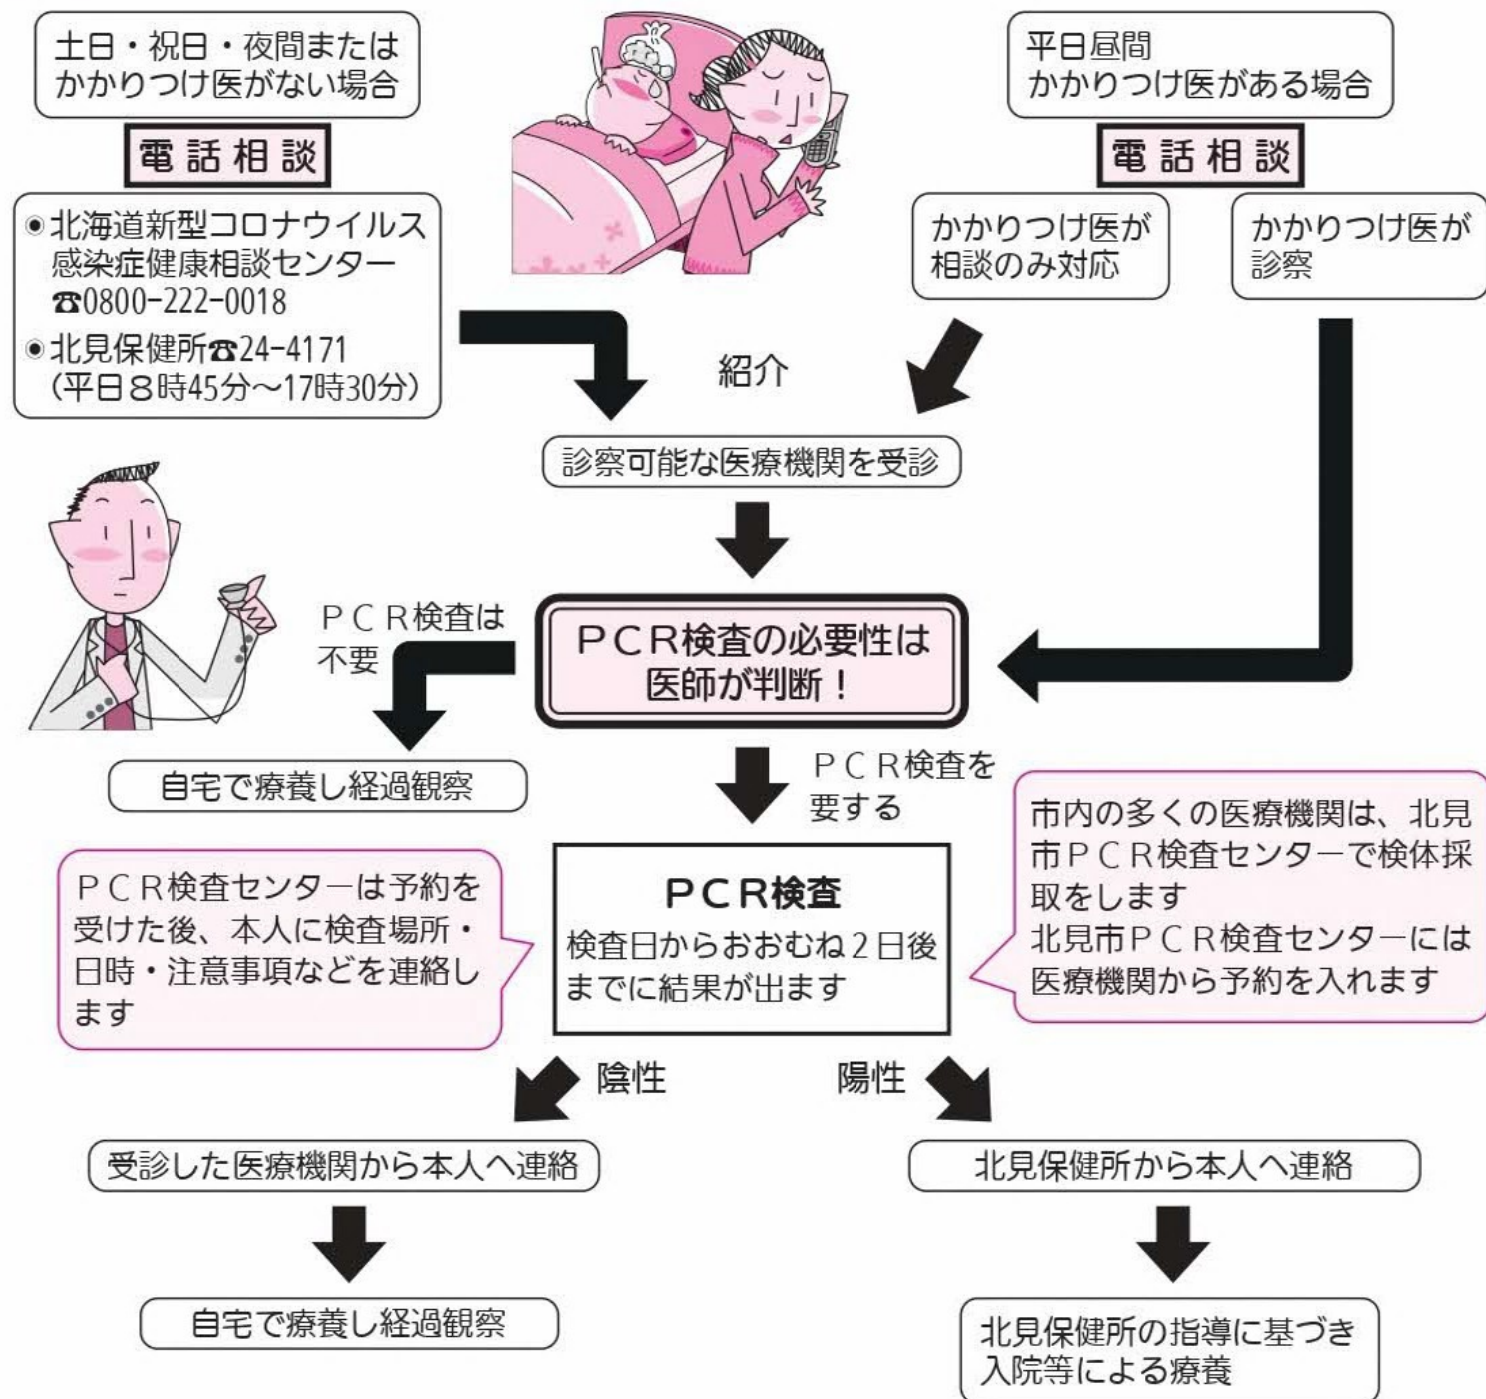 土日・祝日・夜間または
かかりつけ医がない場合
電話相談
◉北海道新型コロナウイルス
感染症健康相談センター
☎0800-222-0018
◉北見保健所☎24-4171
(平日8時45分〜17時30分)
平日昼間
かかりつけ医がある場合
電話相談
かかりつけ医が
相談のみ対応
かかりつけ医が
診察
紹介
診察可能な医療機関を受診
PCR検査の必要性は
医師が判断!
PCR検査は
不要
自宅で療養し経過観察
PCR検査を
要する
PCR検査
検査日からおおむね2日後
までに結果が出ます
PCR検査センターは予約を
受けた後、本人に検査場所・
日時・注意事項などを連絡し
ます
市内の多くの医療機関は、北見
市PCR検査センターで検体採
取をします
北見市PCR検査センターには
医療機関から予約を入れます
陰性
陽性
受診した医療機関から本人へ連絡
自宅で療養し経過観察
北見保健所から本人へ連絡
北見保健所の指導に基づき
入院等による療養